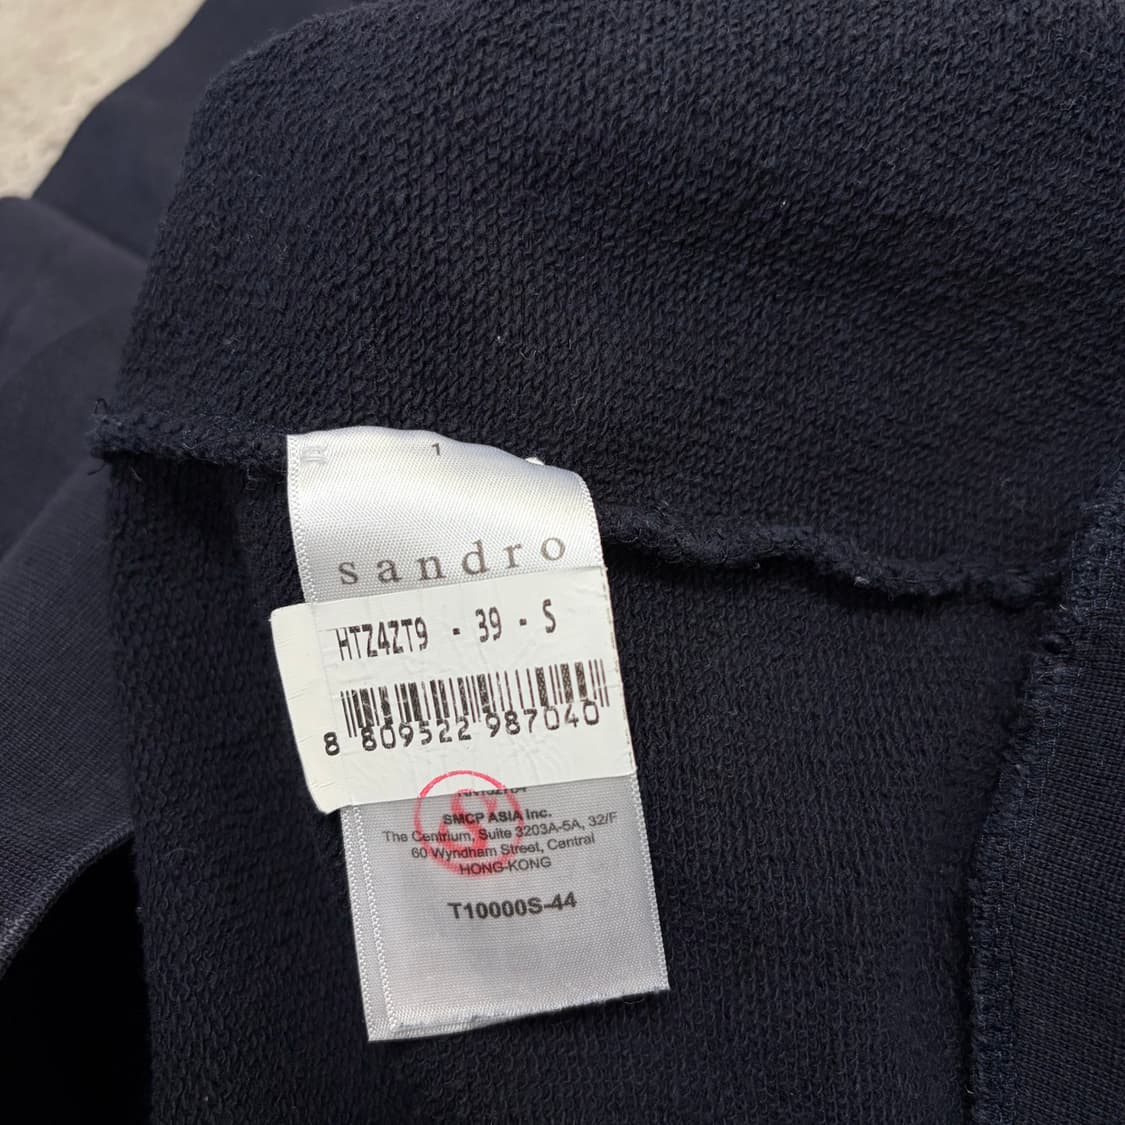 1
sandro
HTZ4ZT9 - 39 - S
8 809522 987040
SMCP ASIA Inc.
The Centrium, Suite 3203A-5A, 32/F
60 Wyndham Street, Central
HONG-KONG
T10000S-44